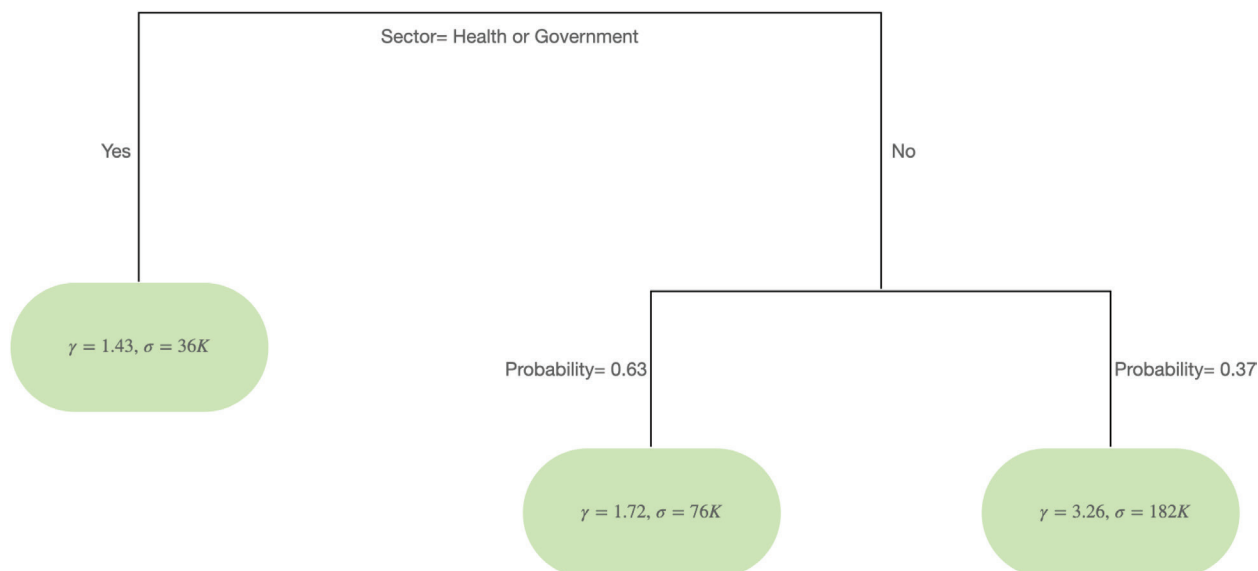 Sector= Health or Government
Yes
No
γ = 1.43, σ = 36K
Probability= 0.63
Probability= 0.37
γ = 1.72, σ = 76K
γ = 3.26, σ = 182K